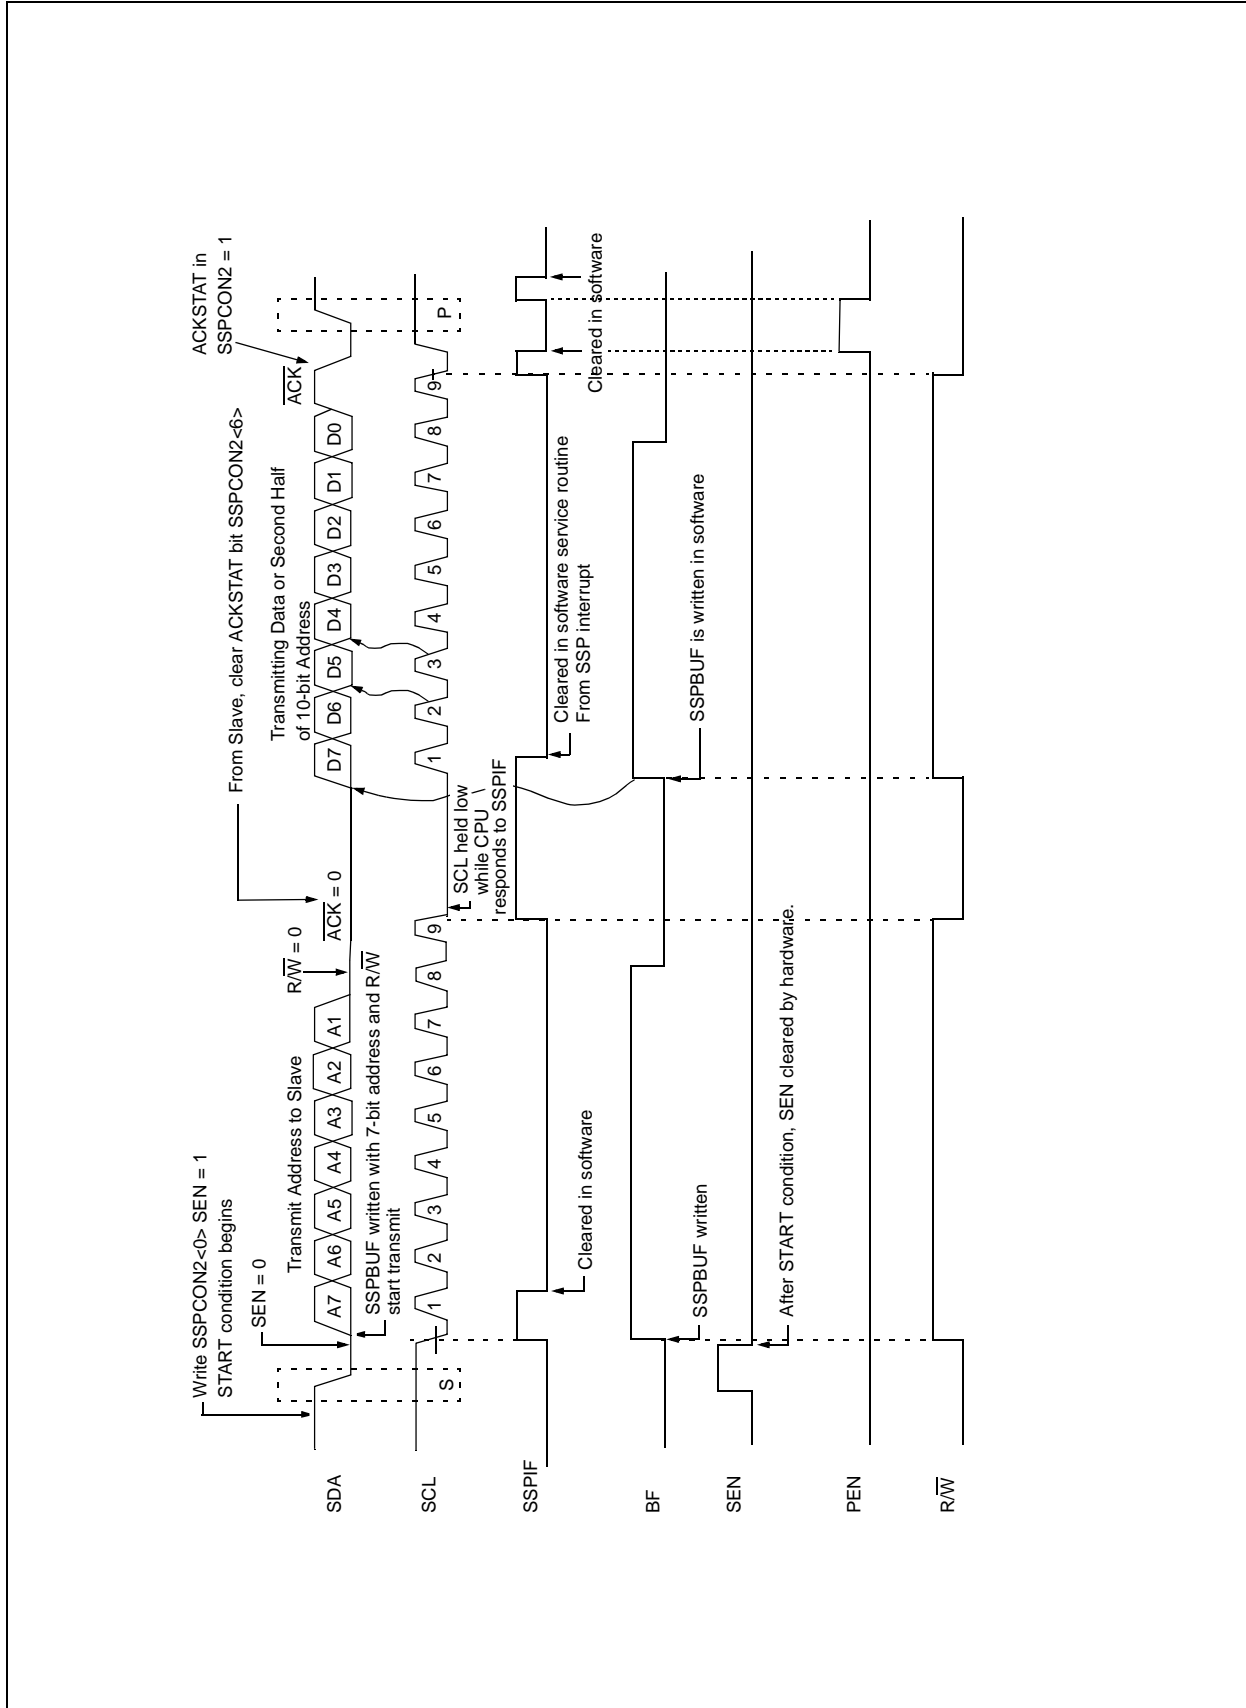 Write SSPCON2<0> SEN = 1
START condition begins
SEN = 0
Transmit Address to Slave
R/W̅ = 0
A̅C̅K̅ = 0
From Slave, clear ACKSTAT bit SSPCON2<6>
Transmitting Data or Second Half
of 10-bit Address
ACKSTAT in
SSPCON2 = 1
A̅C̅K̅
SDA
A7 A6 A5 A4 A3 A2 A1
D7 D6 D5 D4 D3 D2 D1 D0
SSPBUF written with 7-bit address and R/W̅
start transmit
SCL
S
1 2 3 4 5 6 7 8 9
1 2 3 4 5 6 7 8 9
P
SCL held low
while CPU
responds to SSPIF
SSPIF
Cleared in software
Cleared in software service routine
From SSP interrupt
Cleared in software
BF
SSPBUF written
SSPBUF is written in software
SEN
After START condition, SEN cleared by hardware.
PEN
R/W̅